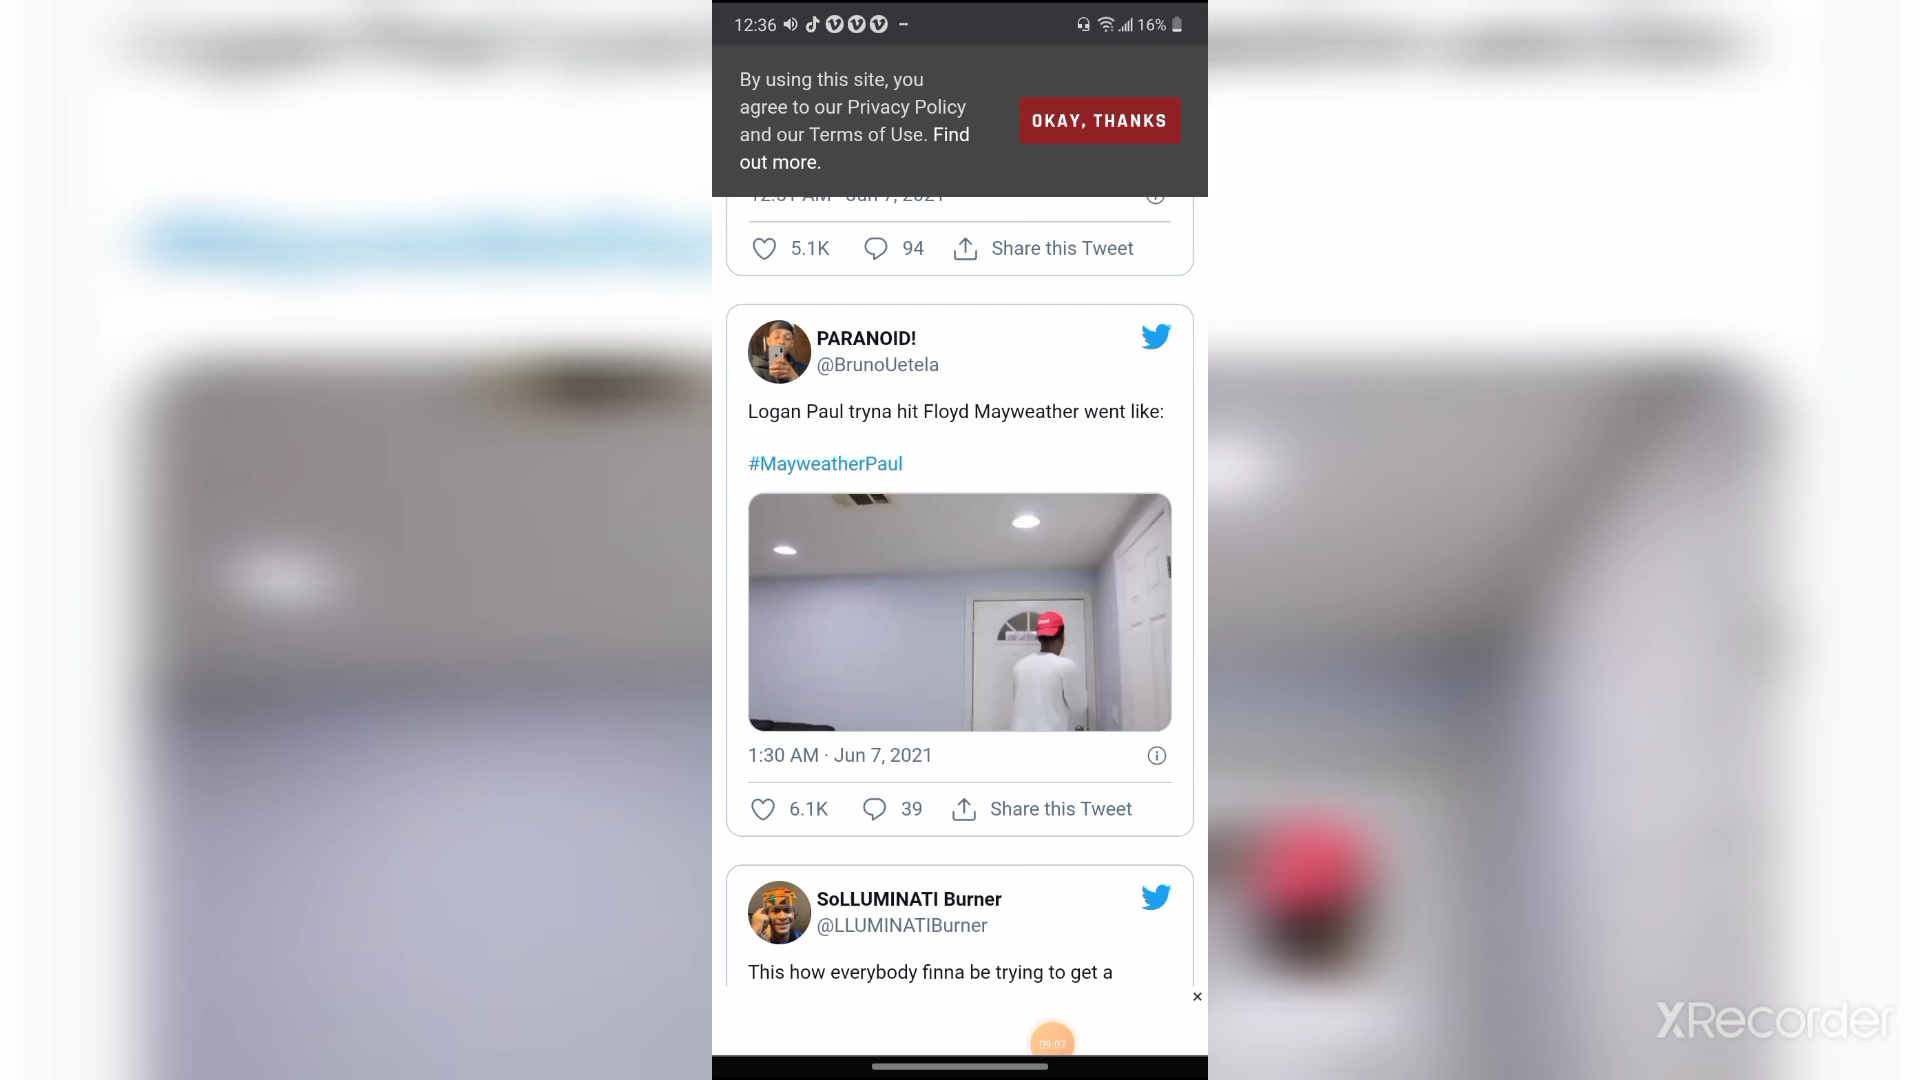 12:36
16%
By using this site, you
agree to our Privacy Policy
and our Terms of Use. Find
out more.
OKAY, THANKS
12:31 AM · Jun 7, 2021
5.1K 94 Share this Tweet
PARANOID!
@BrunoUetela
Logan Paul tryna hit Floyd Mayweather went like:
#MayweatherPaul
1:30 AM · Jun 7, 2021
6.1K 39 Share this Tweet
SoLLUMINATI Burner
@LLUMINATIBurner
This how everybody finna be trying to get a
09:07
XRecorder